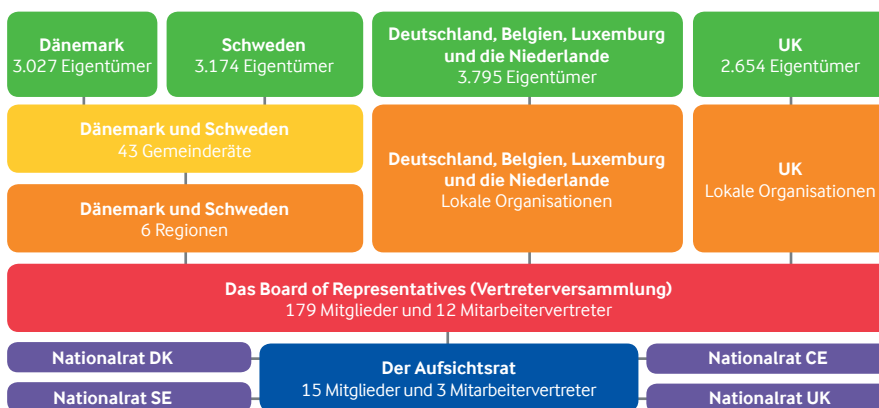 Dänemark
3.027 Eigentümer
Schweden
3.174 Eigentümer
Deutschland, Belgien, Luxemburg
und die Niederlande
3.795 Eigentümer
UK
2.654 Eigentümer
Dänemark und Schweden
43 Gemeinderäte
Dänemark und Schweden
6 Regionen
Deutschland, Belgien, Luxemburg
und die Niederlande
Lokale Organisationen
UK
Lokale Organisationen
Das Board of Representatives (Vertreterversammlung)
179 Mitglieder und 12 Mitarbeitervertreter
Nationalrat DK
Nationalrat SE
Der Aufsichtsrat
15 Mitglieder und 3 Mitarbeitervertreter
Nationalrat CE
Nationalrat UK